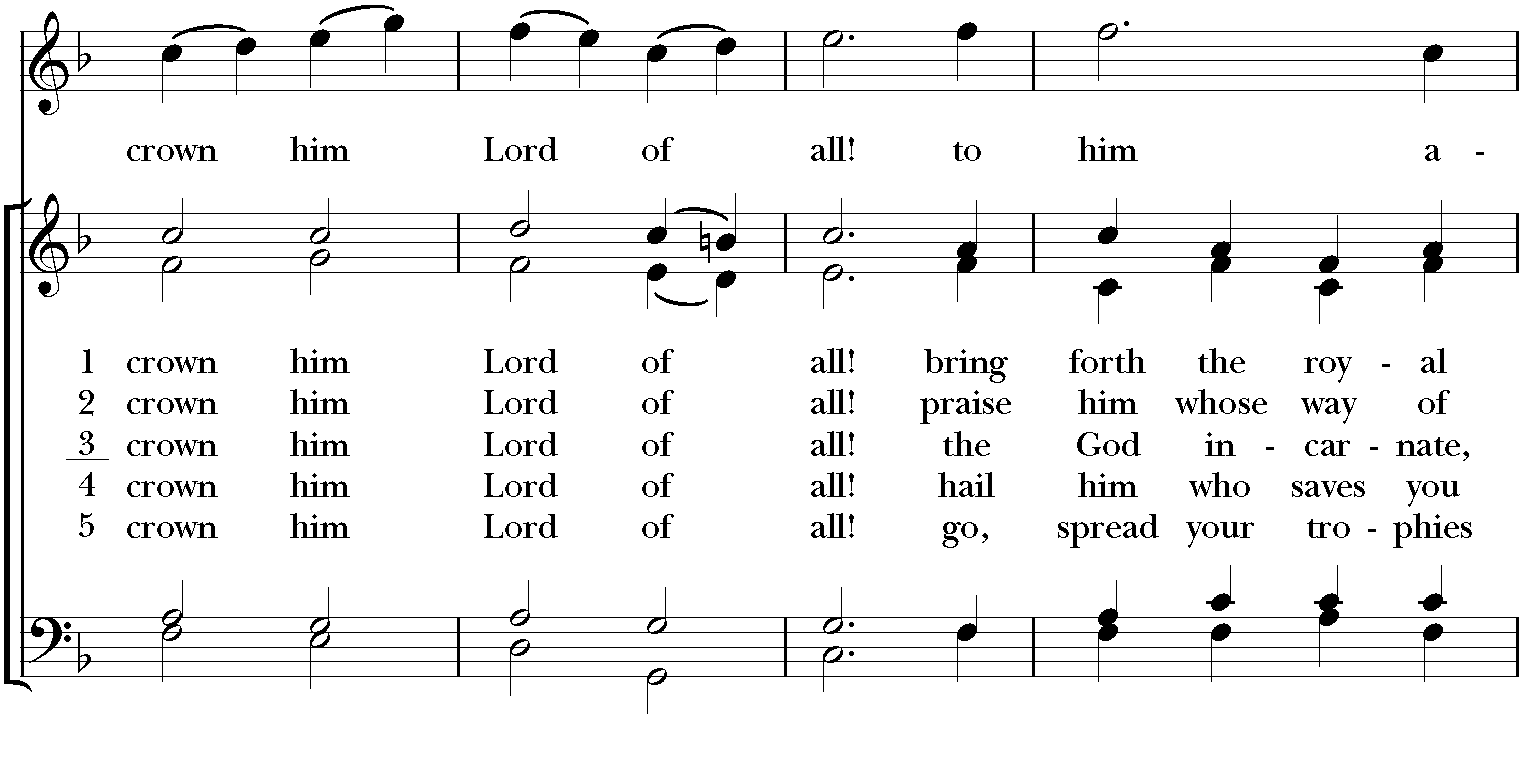 crown him Lord of all! to him a -
1 crown him Lord of all! bring forth the roy - al
2 crown him Lord of all! praise him whose way of
3 crown him Lord of all! the God in - car - nate,
4 crown him Lord of all! hail him who saves you
5 crown him Lord of all! go, spread your tro - phies